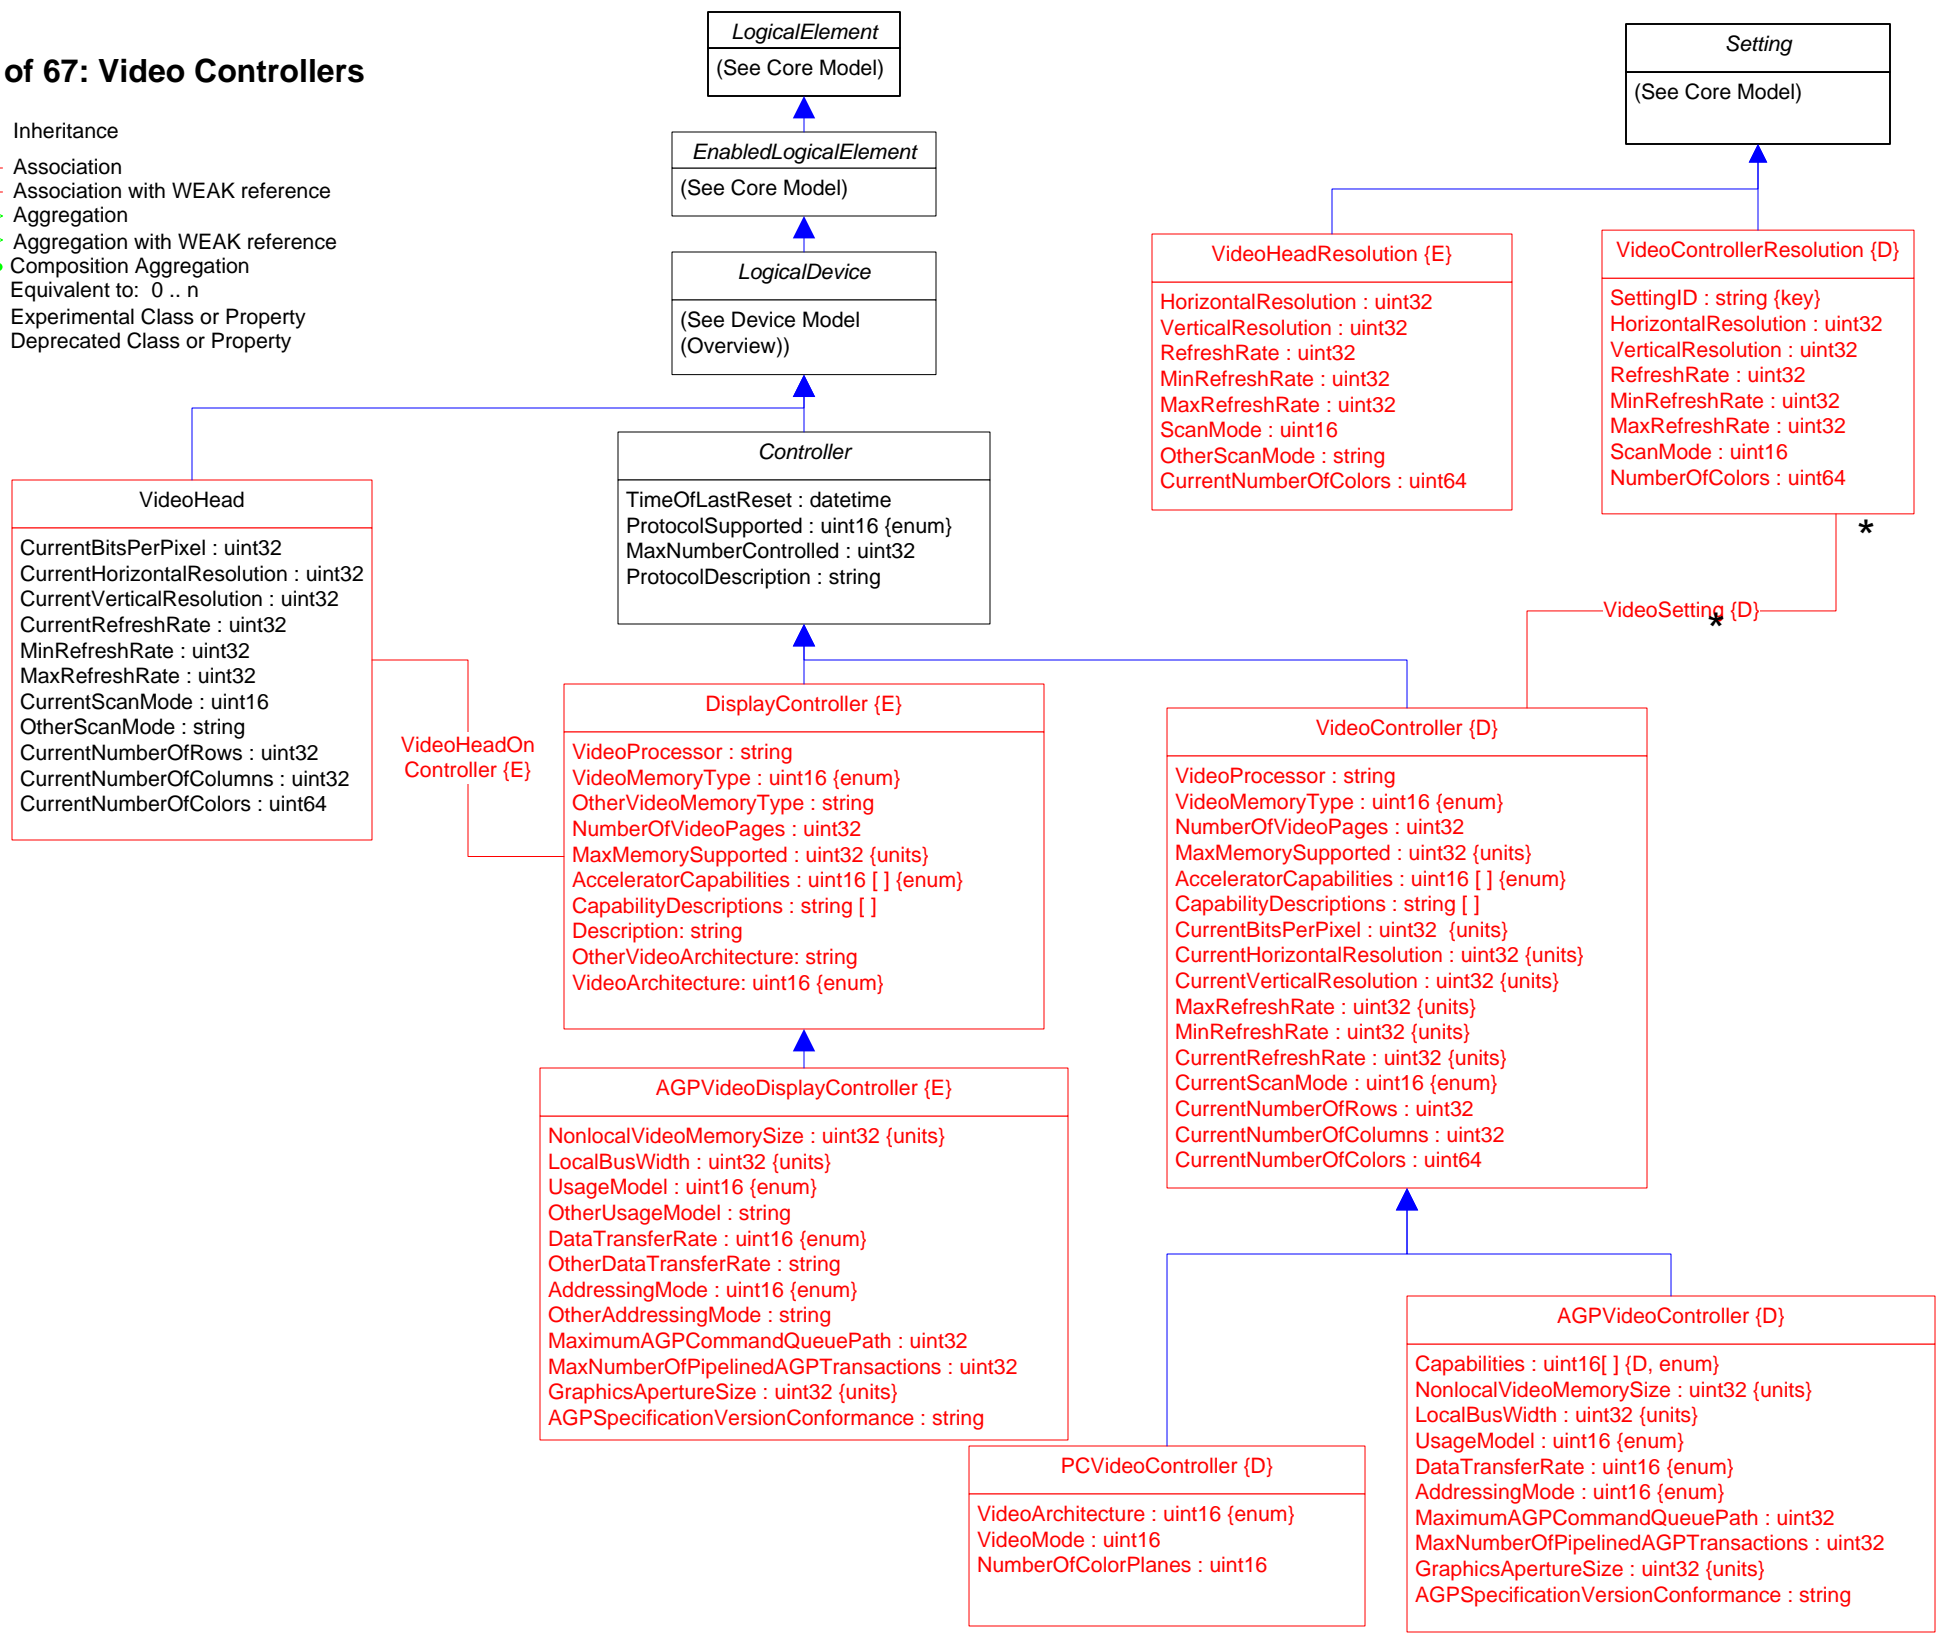 of 67: Video Controllers
Inheritance
Association
Association with WEAK reference
Aggregation
Aggregation with WEAK reference
Composition Aggregation
Equivalent to:  0 .. n
Experimental Class or Property
Deprecated Class or Property
LogicalElement
(See Core Model)
EnabledLogicalElement
(See Core Model)
LogicalDevice
(See Device Model
(Overview))
Setting
(See Core Model)
VideoHeadResolution {E}
HorizontalResolution : uint32
VerticalResolution : uint32
RefreshRate : uint32
MinRefreshRate : uint32
MaxRefreshRate : uint32
ScanMode : uint16
OtherScanMode : string
CurrentNumberOfColors : uint64
VideoControllerResolution {D}
SettingID : string {key}
HorizontalResolution : uint32
VerticalResolution : uint32
RefreshRate : uint32
MinRefreshRate : uint32
MaxRefreshRate : uint32
ScanMode : uint16
NumberOfColors : uint64
*
VideoSetting {D}
*
Controller
TimeOfLastReset : datetime
ProtocolSupported : uint16 {enum}
MaxNumberControlled : uint32
ProtocolDescription : string
VideoHead
CurrentBitsPerPixel : uint32
CurrentHorizontalResolution : uint32
CurrentVerticalResolution : uint32
CurrentRefreshRate : uint32
MinRefreshRate : uint32
MaxRefreshRate : uint32
CurrentScanMode : uint16
OtherScanMode : string
CurrentNumberOfRows : uint32
CurrentNumberOfColumns : uint32
CurrentNumberOfColors : uint64
VideoHeadOn
Controller {E}
DisplayController {E}
VideoProcessor : string
VideoMemoryType : uint16 {enum}
OtherVideoMemoryType : string
NumberOfVideoPages : uint32
MaxMemorySupported : uint32 {units}
AcceleratorCapabilities : uint16 [ ] {enum}
CapabilityDescriptions : string [ ]
Description: string
OtherVideoArchitecture: string
VideoArchitecture: uint16 {enum}
VideoController {D}
VideoProcessor : string
VideoMemoryType : uint16 {enum}
NumberOfVideoPages : uint32
MaxMemorySupported : uint32 {units}
AcceleratorCapabilities : uint16 [ ] {enum}
CapabilityDescriptions : string [ ]
CurrentBitsPerPixel : uint32  {units}
CurrentHorizontalResolution : uint32 {units}
CurrentVerticalResolution : uint32 {units}
MaxRefreshRate : uint32 {units}
MinRefreshRate : uint32 {units}
CurrentRefreshRate : uint32 {units}
CurrentScanMode : uint16 {enum}
CurrentNumberOfRows : uint32
CurrentNumberOfColumns : uint32
CurrentNumberOfColors : uint64
AGPVideoDisplayController {E}
NonlocalVideoMemorySize : uint32 {units}
LocalBusWidth : uint32 {units}
UsageModel : uint16 {enum}
OtherUsageModel : string
DataTransferRate : uint16 {enum}
OtherDataTransferRate : string
AddressingMode : uint16 {enum}
OtherAddressingMode : string
MaximumAGPCommandQueuePath : uint32
MaxNumberOfPipelinedAGPTransactions : uint32
GraphicsApertureSize : uint32 {units}
AGPSpecificationVersionConformance : string
PCVideoController {D}
VideoArchitecture : uint16 {enum}
VideoMode : uint16
NumberOfColorPlanes : uint16
AGPVideoController {D}
Capabilities : uint16[ ] {D, enum}
NonlocalVideoMemorySize : uint32 {units}
LocalBusWidth : uint32 {units}
UsageModel : uint16 {enum}
DataTransferRate : uint16 {enum}
AddressingMode : uint16 {enum}
MaximumAGPCommandQueuePath : uint32
MaxNumberOfPipelinedAGPTransactions : uint32
GraphicsApertureSize : uint32 {units}
AGPSpecificationVersionConformance : string